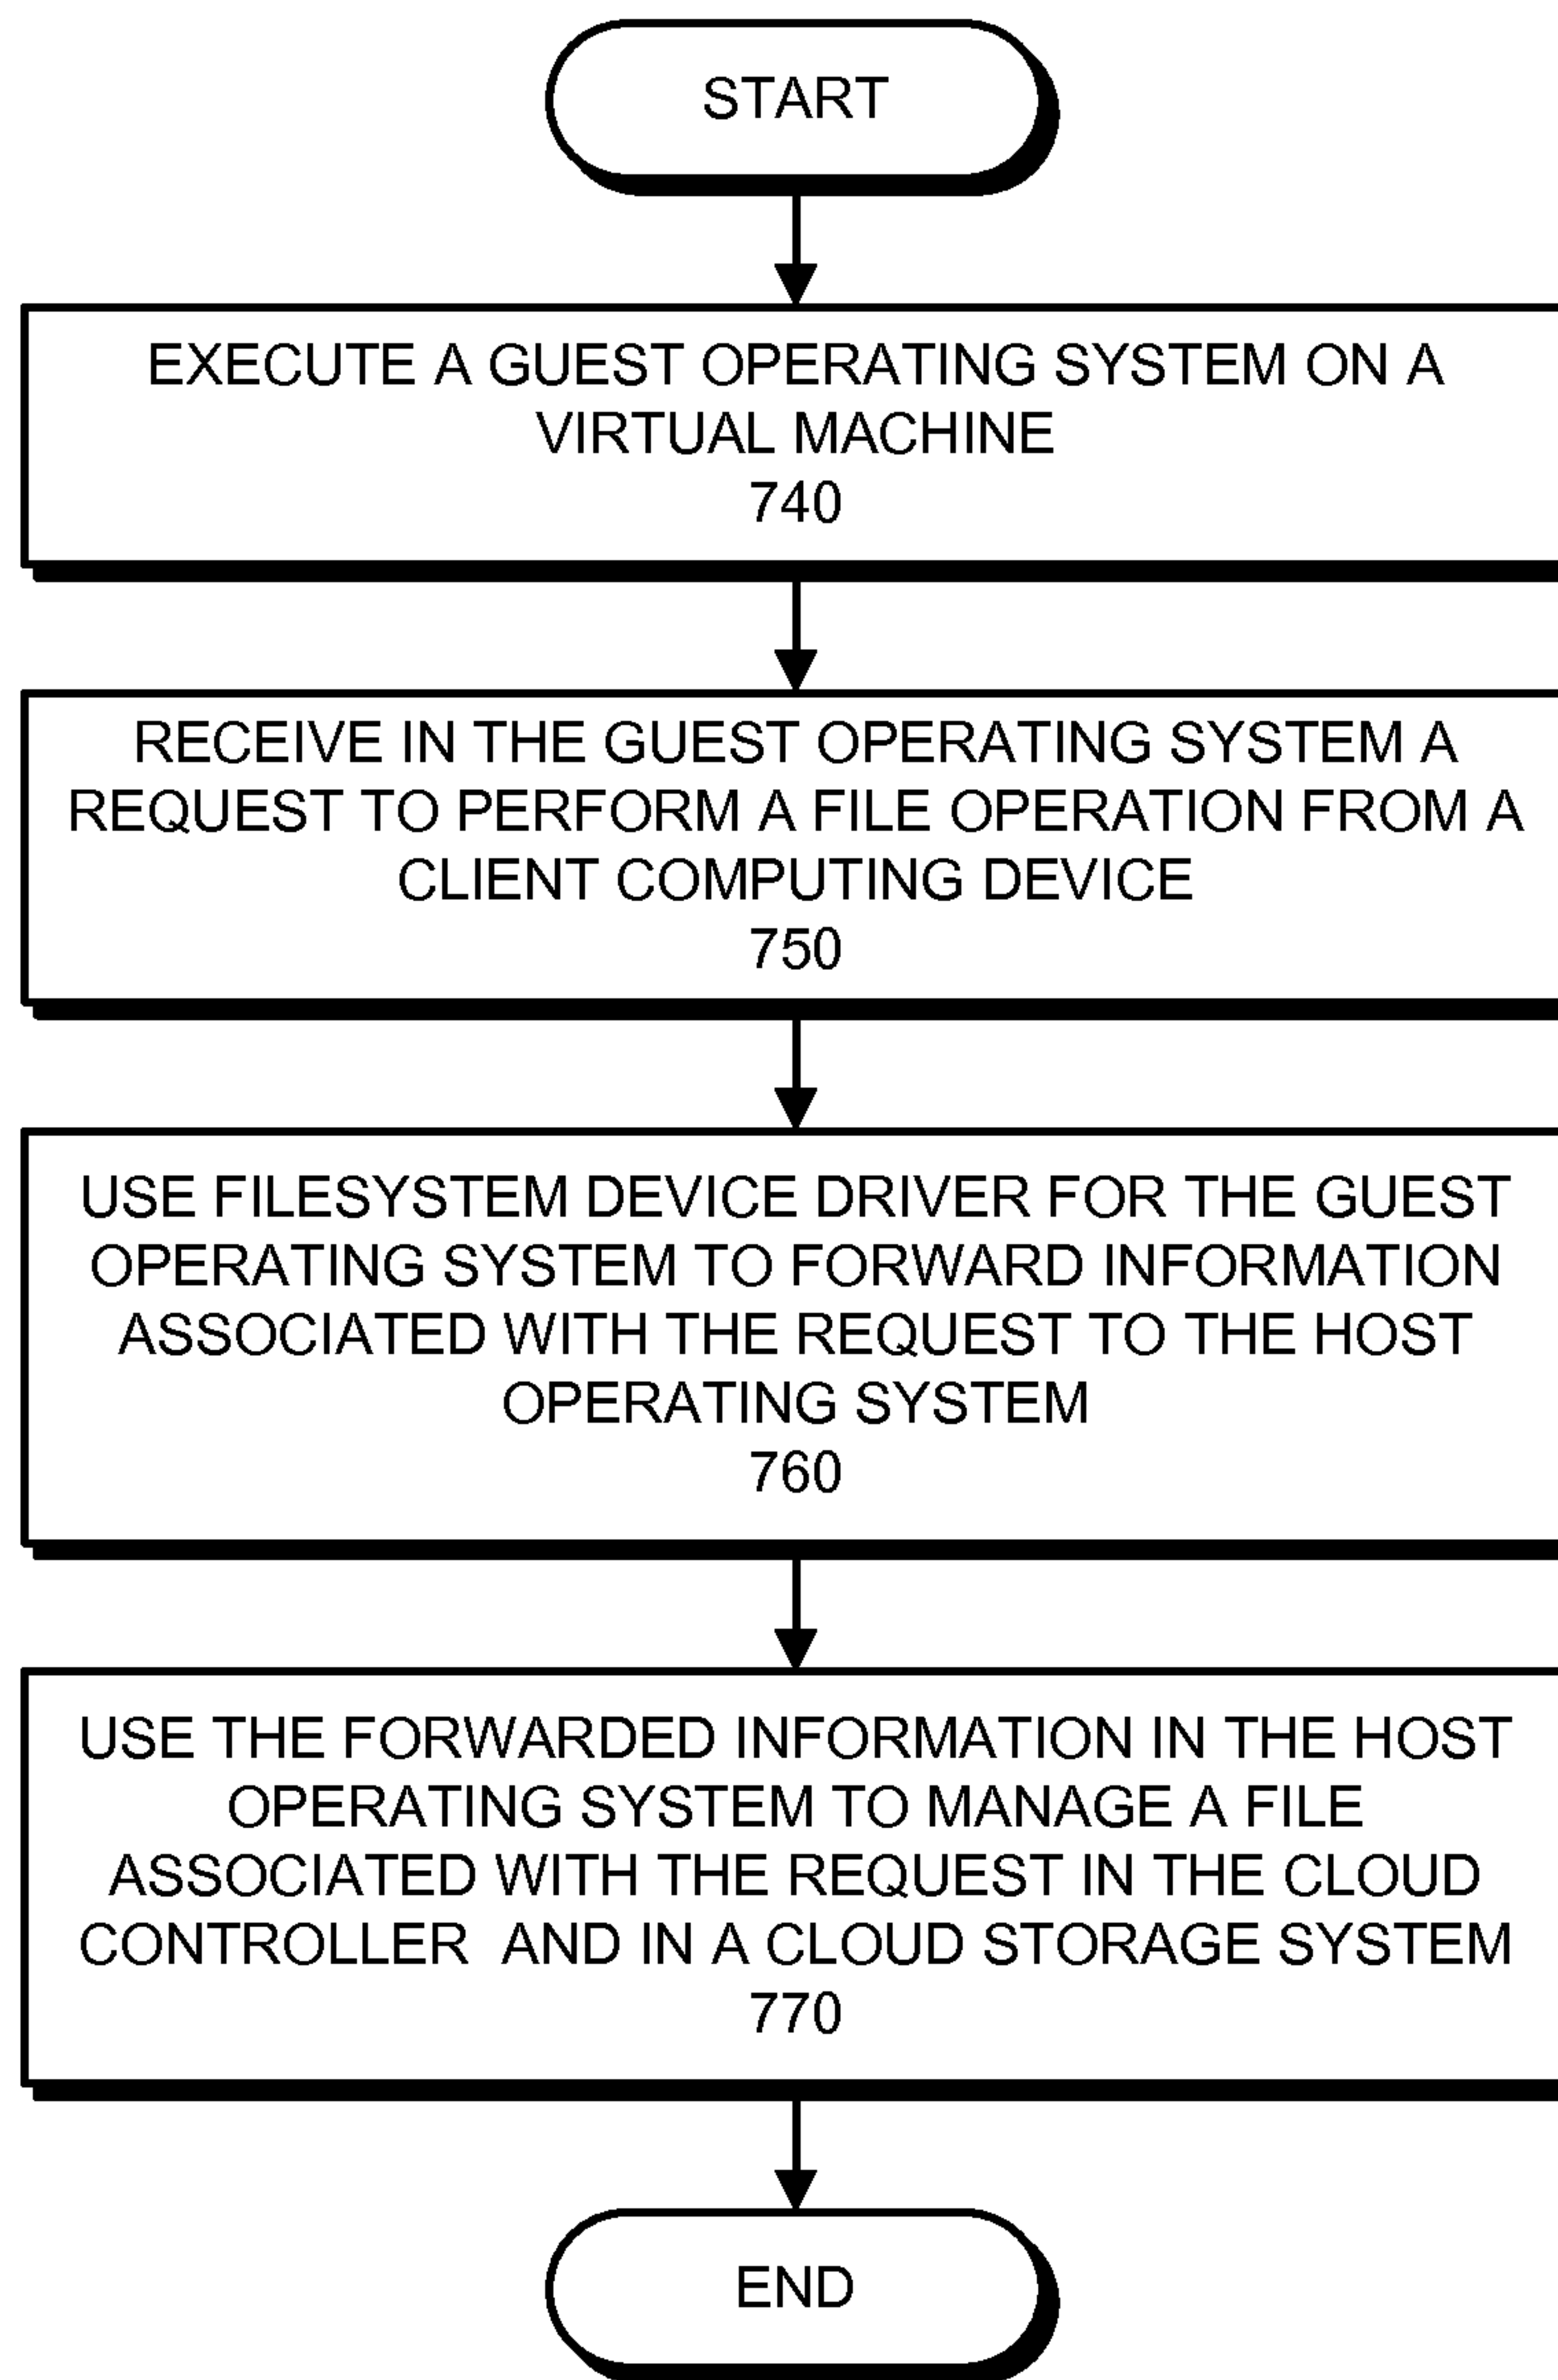 START
EXECUTE A GUEST OPERATING SYSTEM ON A
VIRTUAL MACHINE
740
RECEIVE IN THE GUEST OPERATING SYSTEM A
REQUEST TO PERFORM A FILE OPERATION FROM A
CLIENT COMPUTING DEVICE
750
USE FILESYSTEM DEVICE DRIVER FOR THE GUEST
OPERATING SYSTEM TO FORWARD INFORMATION
ASSOCIATED WITH THE REQUEST TO THE HOST
OPERATING SYSTEM
760
USE THE FORWARDED INFORMATION IN THE HOST
OPERATING SYSTEM TO MANAGE A FILE
ASSOCIATED WITH THE REQUEST IN THE CLOUD
CONTROLLER AND IN A CLOUD STORAGE SYSTEM
770
END